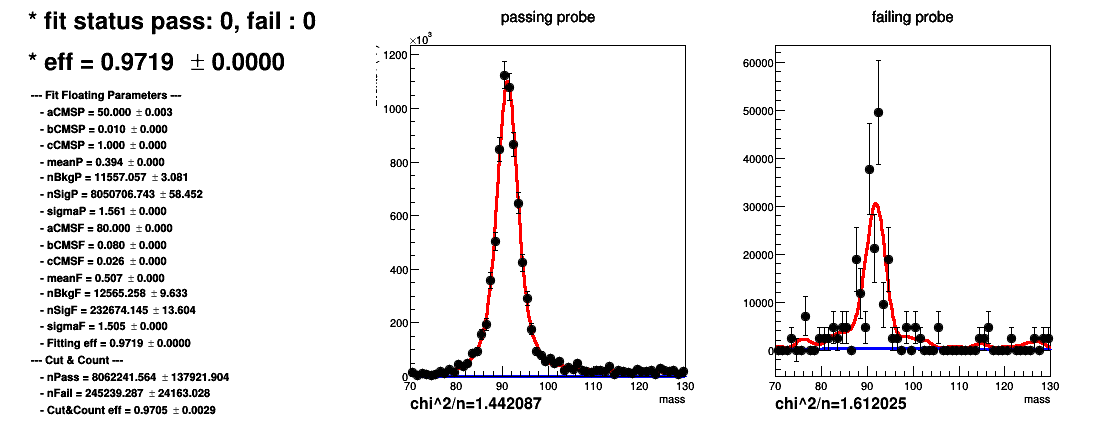 * fit status pass: 0, fail : 0
* eff = 0.9719 ± 0.0000
--- Fit Floating Parameters ---
- aCMSP = 50.000 ± 0.003
- bCMSP = 0.010 ± 0.000
- cCMSP = 1.000 ± 0.000
- meanP = 0.394 ± 0.000
- nBkgP = 11557.057 ± 3.081
- nSigP = 8050706.743 ± 58.452
- sigmaP = 1.561 ± 0.000
- aCMSF = 80.000 ± 0.000
- bCMSF = 0.080 ± 0.000
- cCMSF = 0.026 ± 0.000
- meanF = 0.507 ± 0.000
- nBkgF = 12565.258 ± 9.633
- nSigF = 232674.145 ± 13.604
- sigmaF = 1.505 ± 0.000
- Fitting eff = 0.9719 ± 0.0000
--- Cut & Count ---
- nPass = 8062241.564 ± 137921.904
- nFail = 245239.287 ± 24163.028
- Cut&Count eff = 0.9705 ± 0.0029
passing probe
×10³
1200
1000
800
600
400
200
0
70 80 90 100 110 120 130
mass
chi^2/n=1.442087
failing probe
60000
50000
40000
30000
20000
10000
0
70 80 90 100 110 120 130
mass
chi^2/n=1.612025